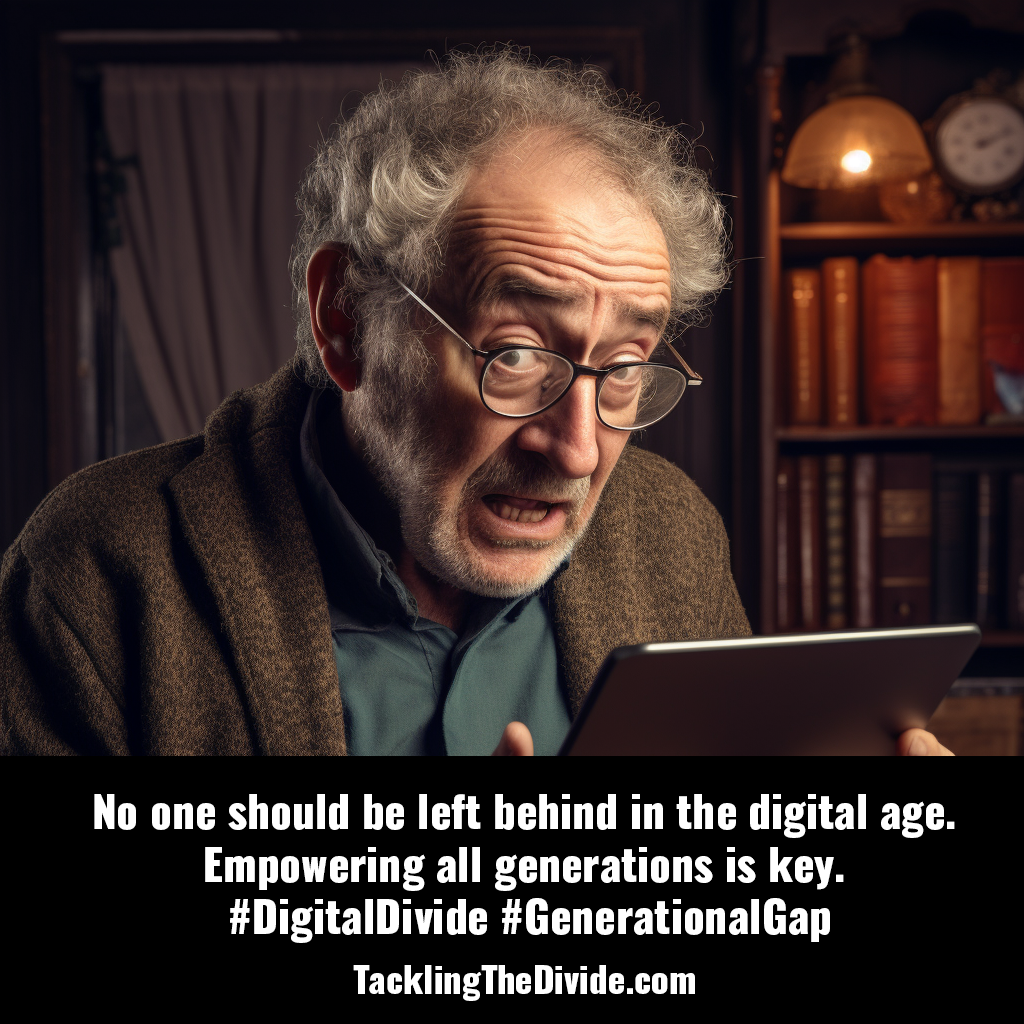 No one should be left behind in the digital age.
Empowering all generations is key.
#DigitalDivide #GenerationalGap
TacklingTheDivide.com